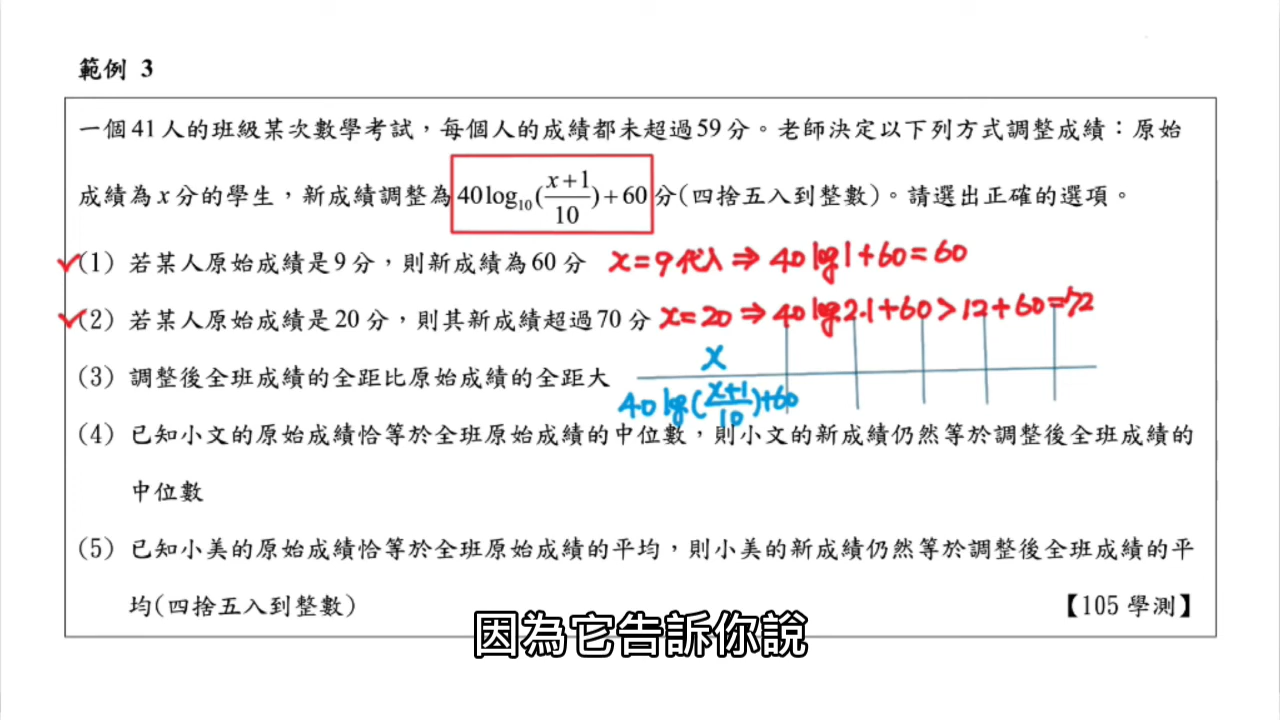 範例 3
一個41人的班級某次數學考試，每個人的成績都未超過59分。老師決定以下列方式調整成績：原始
成績為x分的學生，新成績調整為40log₁₀((x+1)/10)+60分(四捨五入到整數)。請選出正確的選項。
✓(1) 若某人原始成績是9分，則新成績為60分 x=9代入⇒40log1+60=60
✓(2) 若某人原始成績是20分，則其新成績超過70分 x=20⇒40log2.1+60>12+60=72
x
(3) 調整後全班成績的全距比原始成績的全距大
40log((x+1)/10)+60
(4) 已知小文的原始成績恰等於全班原始成績的中位數，則小文的新成績仍然等於調整後全班成績的
中位數
(5) 已知小美的原始成績恰等於全班原始成績的平均，則小美的新成績仍然等於調整後全班成績的平
均(四捨五入到整數) 【105 學測】
因為它告訴你說